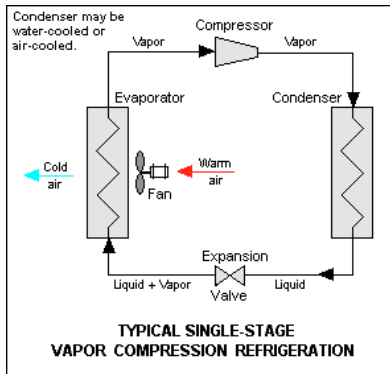 Condenser may be
water-cooled or
air-cooled.
Compressor
Vapor
Vapor
Evaporator
Condenser
Cold
air
Warm
air
Fan
Expansion
Valve
Liquid + Vapor
Liquid
TYPICAL SINGLE-STAGE
VAPOR COMPRESSION REFRIGERATION